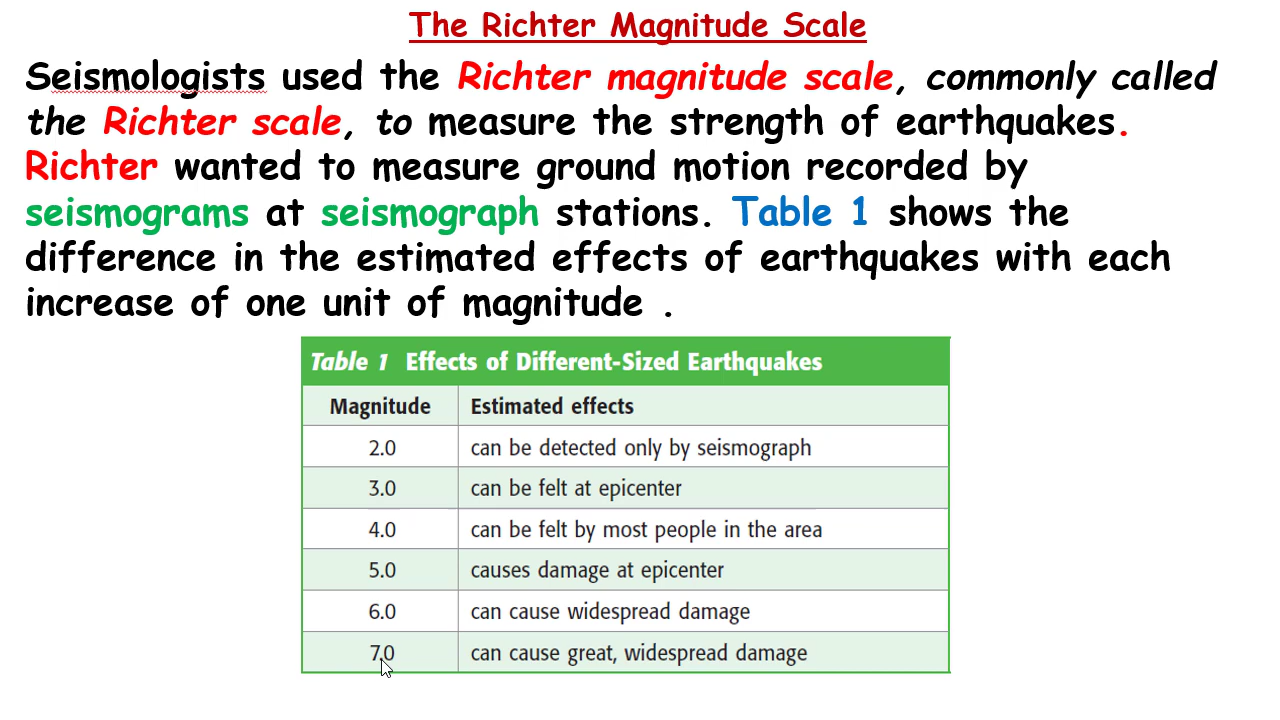 The Richter Magnitude Scale
Seismologists used the Richter magnitude scale, commonly called
the Richter scale, to measure the strength of earthquakes.
Richter wanted to measure ground motion recorded by
seismograms at seismograph stations. Table 1 shows the
difference in the estimated effects of earthquakes with each
increase of one unit of magnitude .
Table 1 Effects of Different-Sized Earthquakes
Magnitude Estimated effects
2.0 can be detected only by seismograph
3.0 can be felt at epicenter
4.0 can be felt by most people in the area
5.0 causes damage at epicenter
6.0 can cause widespread damage
7.0 can cause great, widespread damage